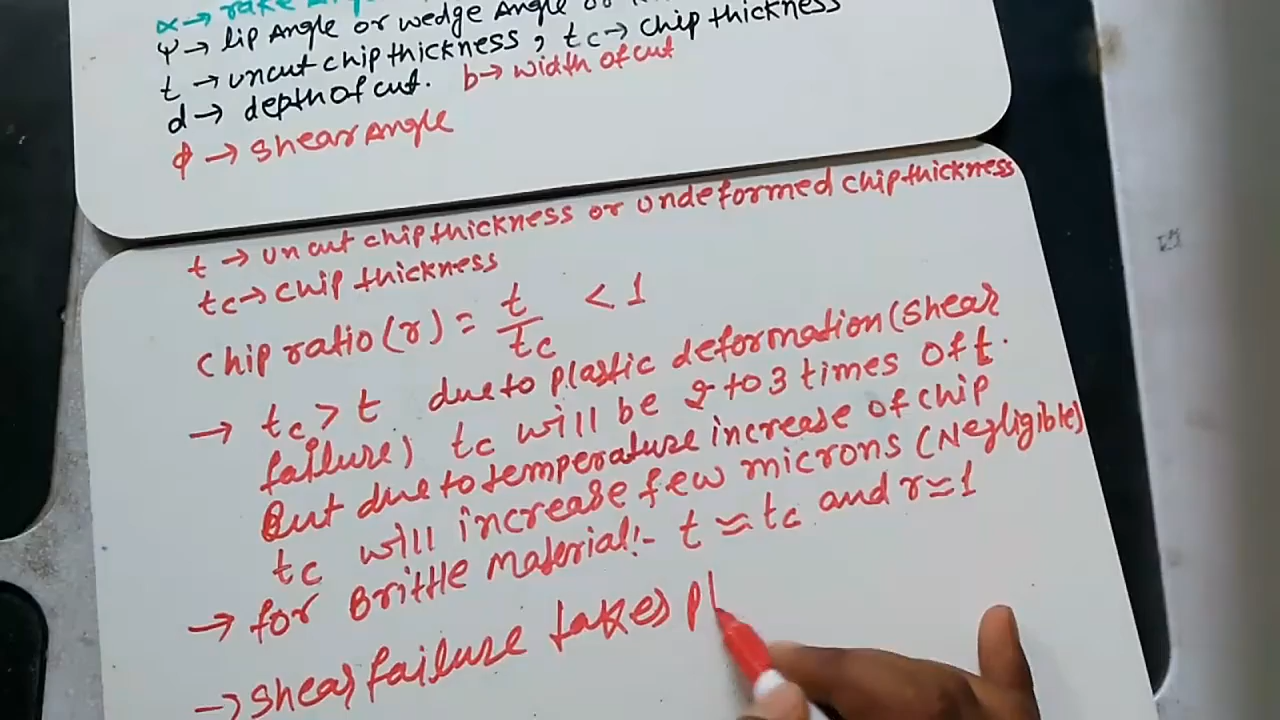 α→ rake
ψ→ lip Angle or wedge Angle or
t → uncut chip thickness, tc→ chip thickness
d → depth of cut. b→ width of cut
ϕ → Shear Angle
t → uncut chip thickness or undeformed chip thickness
tc→ chip thickness
chip ratio (r) = t/tc < 1
→ tc > t due to plastic deformation (shear
failure) tc will be 2 to 3 times of t.
But due to temperature increase of chip
tc will increase few microns (Negligible)
→ for Brittle material:- t ≈ tc and r≈1
→ shear failure takes pl